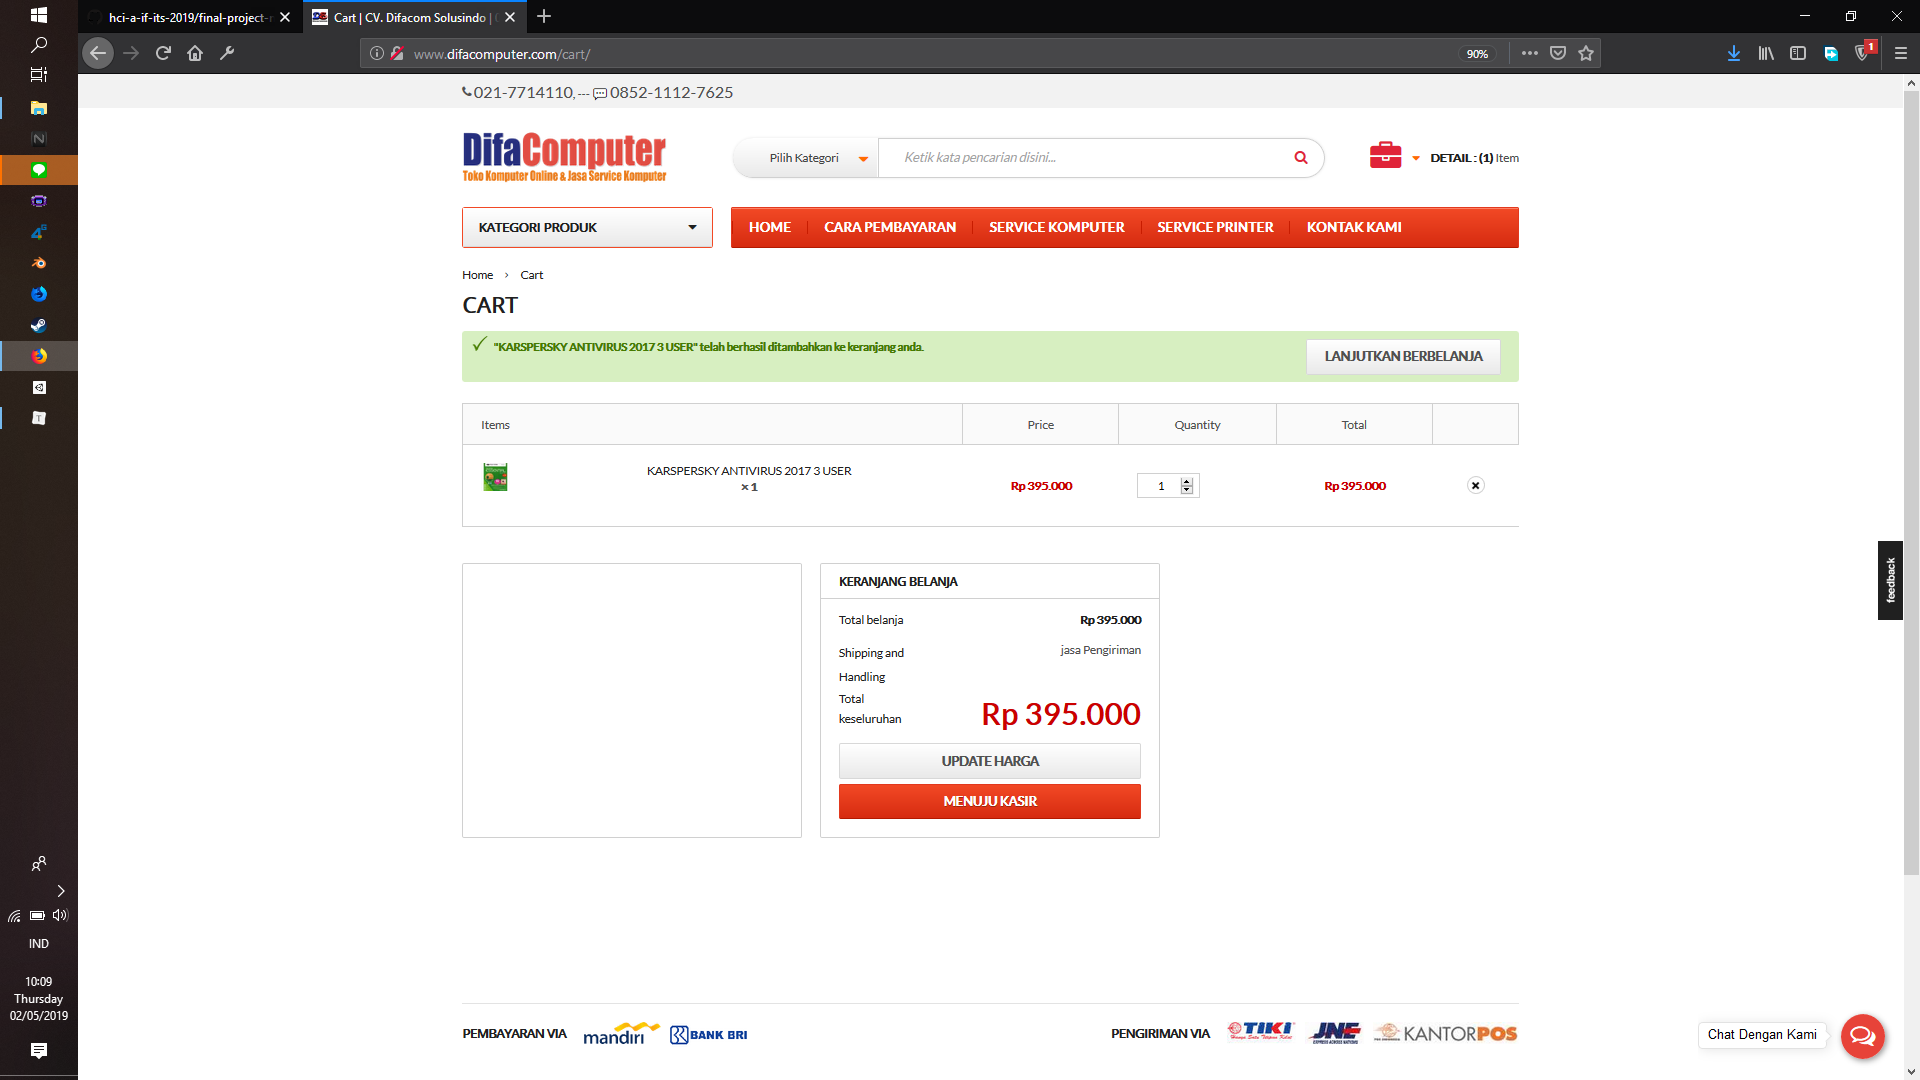 hci-a-if-its-2019/final-project-r
Cart | CV. Difacom Solusindo |
www.difacomputer.com/cart/
90%
1
021-7714110, --- 0852-1112-7625
DifaComputer
Toko Komputer Online & Jasa Service Komputer
Pilih Kategori
Ketik kata pencarian disini...
DETAIL : (1) Item
KATEGORI PRODUK
HOME
CARA PEMBAYARAN
SERVICE KOMPUTER
SERVICE PRINTER
KONTAK KAMI
Home › Cart
CART
"KARSPERSKY ANTIVIRUS 2017 3 USER" telah berhasil ditambahkan ke keranjang anda.
LANJUTKAN BERBELANJA
Items
Price
Quantity
Total
KARSPERSKY ANTIVIRUS 2017 3 USER
× 1
Rp 395.000
1
Rp 395.000
feedback
KERANJANG BELANJA
Total belanja
Rp 395.000
Shipping and
Handling
jasa Pengiriman
Total
keseluruhan
Rp 395.000
UPDATE HARGA
MENUJU KASIR
PEMBAYARAN VIA
mandiri
BANK BRI
PENGIRIMAN VIA
TIKI
JNE
EXPRESS ACROSS NATIONS
KANTORPOS
Chat Dengan Kami
IND
10:09
Thursday
02/05/2019